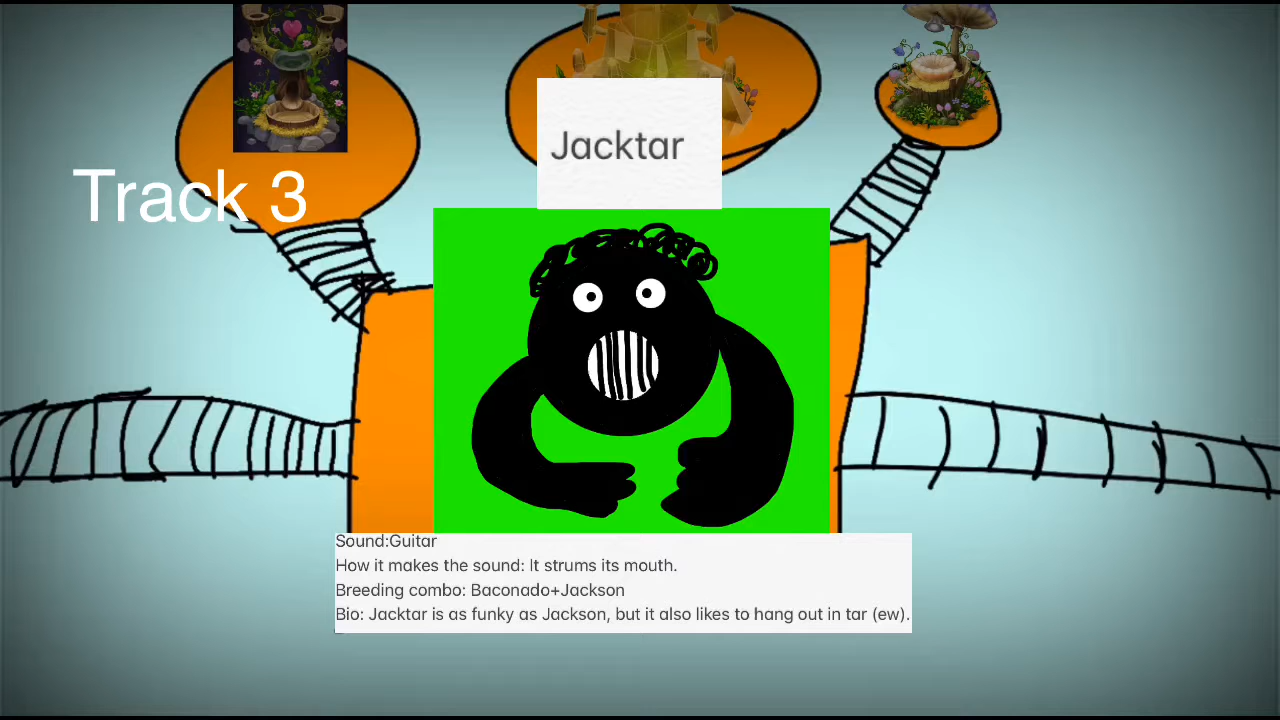 Jacktar
Track 3
Sound:Guitar
How it makes the sound: It strums its mouth.
Breeding combo: Baconado+Jackson
Bio: Jacktar is as funky as Jackson, but it also likes to hang out in tar (ew).